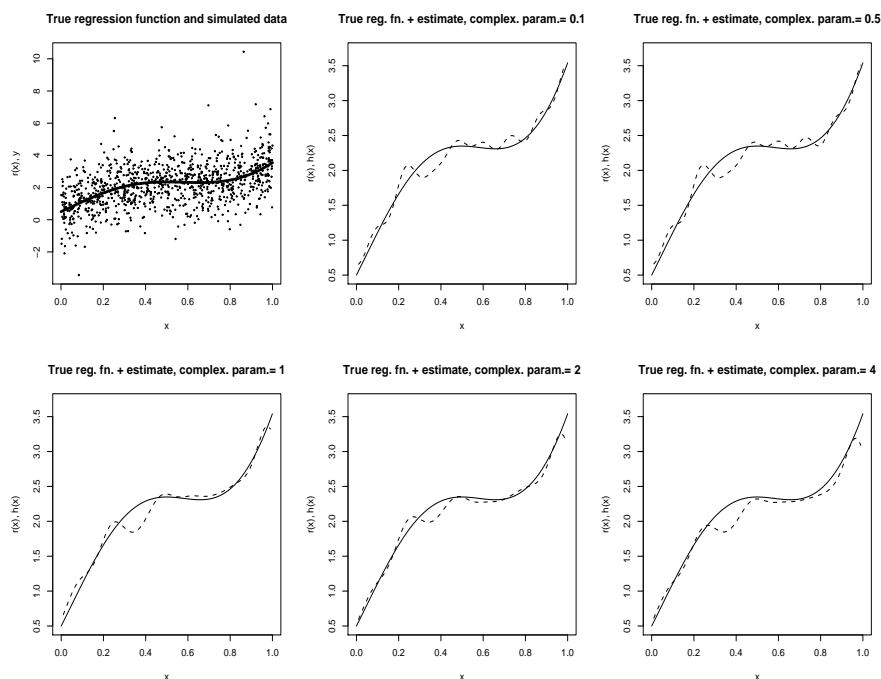 True regression function and simulated data
r(x), y
10
8
6
4
2
0
−2
0.0 0.2 0.4 0.6 0.8 1.0
x
True reg. fn. + estimate, complex. param.= 0.1
r(x), h(x)
3.5
3.0
2.5
2.0
1.5
1.0
0.5
0.0 0.2 0.4 0.6 0.8 1.0
x
True reg. fn. + estimate, complex. param.= 0.5
r(x), h(x)
3.5
3.0
2.5
2.0
1.5
1.0
0.5
0.0 0.2 0.4 0.6 0.8 1.0
x
True reg. fn. + estimate, complex. param.= 1
r(x), h(x)
3.5
3.0
2.5
2.0
1.5
1.0
0.5
0.0 0.2 0.4 0.6 0.8 1.0
x
True reg. fn. + estimate, complex. param.= 2
r(x), h(x)
3.5
3.0
2.5
2.0
1.5
1.0
0.5
0.0 0.2 0.4 0.6 0.8 1.0
x
True reg. fn. + estimate, complex. param.= 4
r(x), h(x)
3.5
3.0
2.5
2.0
1.5
1.0
0.5
0.0 0.2 0.4 0.6 0.8 1.0
x